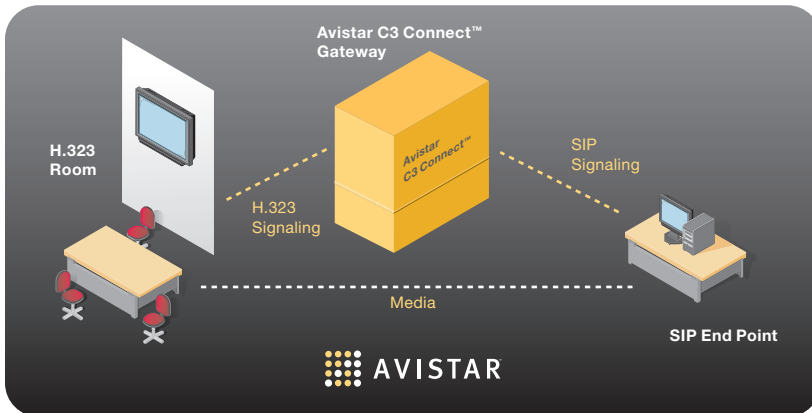 Avistar C3 Connect™
Gateway
H.323
Room
Avistar
C3 Connect™
SIP
Signaling
H.323
Signaling
Media
SIP End Point
AVISTAR